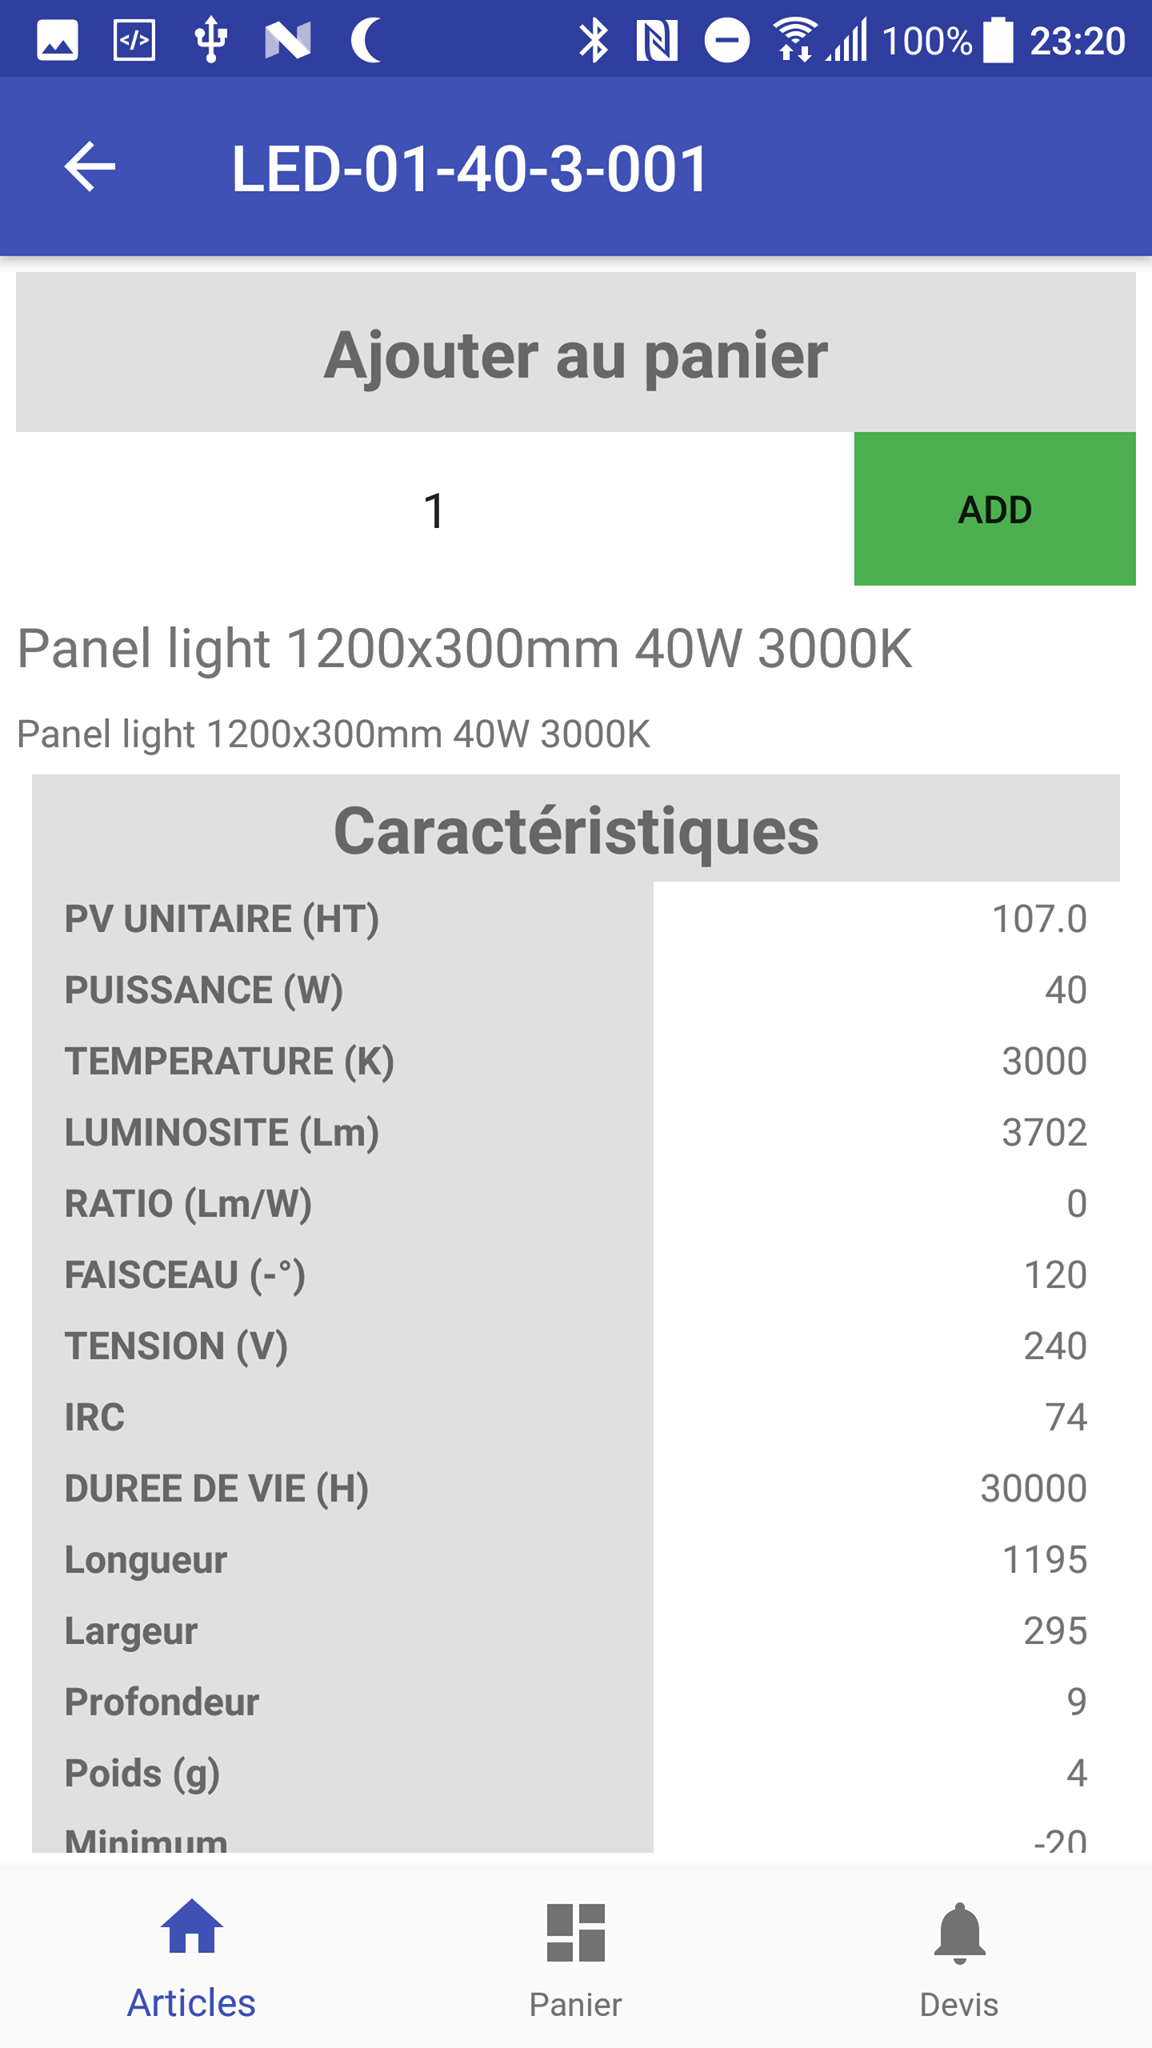 100% 23:20
LED-01-40-3-001
Ajouter au panier
1 ADD
Panel light 1200x300mm 40W 3000K
Panel light 1200x300mm 40W 3000K
Caractéristiques
PV UNITAIRE (HT) 107.0
PUISSANCE (W) 40
TEMPERATURE (K) 3000
LUMINOSITE (Lm) 3702
RATIO (Lm/W) 0
FAISCEAU (-°) 120
TENSION (V) 240
IRC 74
DUREE DE VIE (H) 30000
Longueur 1195
Largeur 295
Profondeur 9
Poids (g) 4
Minimum -20
Articles Panier Devis